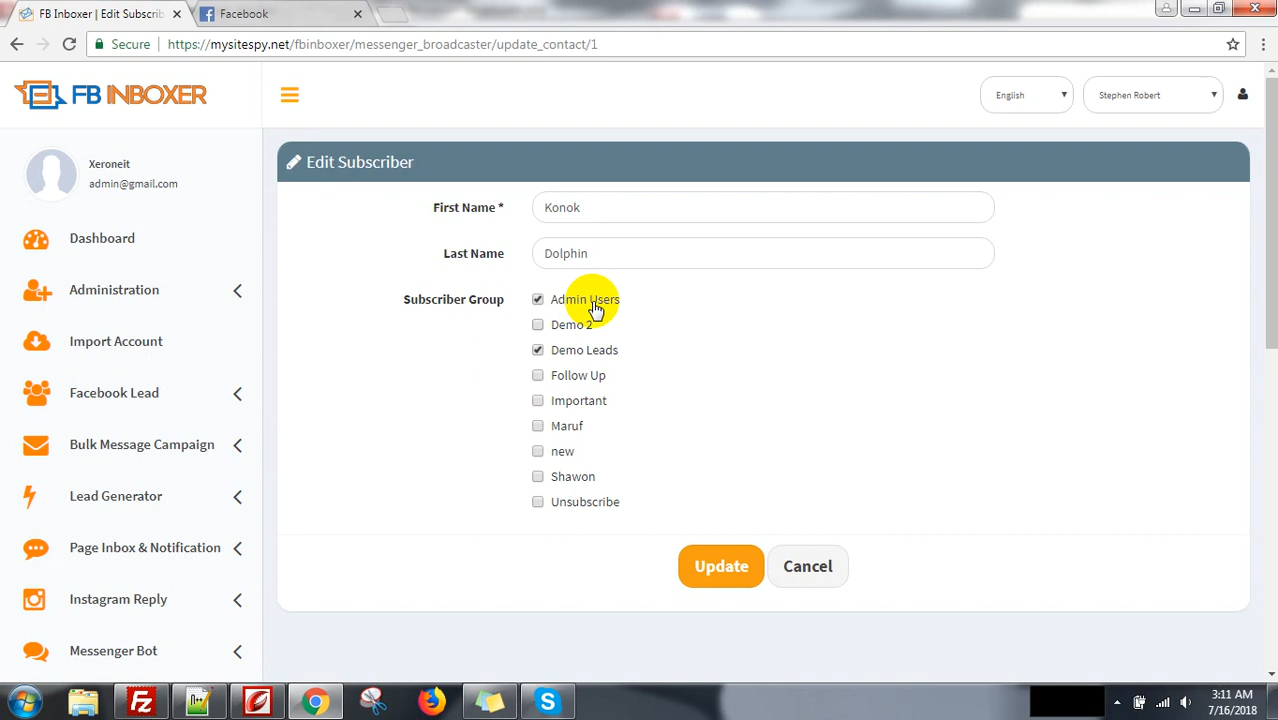 FB Inboxer | Edit Subscrib
Facebook
Secure
https://mysitespy.net/fbinboxer/messenger_broadcaster/update_contact/1
FB INBOXER
English
Stephen Robert
Xeroneit
admin@gmail.com
Dashboard
Administration
Import Account
Facebook Lead
Bulk Message Campaign
Lead Generator
Page Inbox & Notification
Instagram Reply
Messenger Bot
Edit Subscriber
First Name *
Konok
Last Name
Dolphin
Subscriber Group
Admin Users
Demo 2
Demo Leads
Follow Up
Important
Maruf
new
Shawon
Unsubscribe
Update
Cancel
3:11 AM
7/16/2018